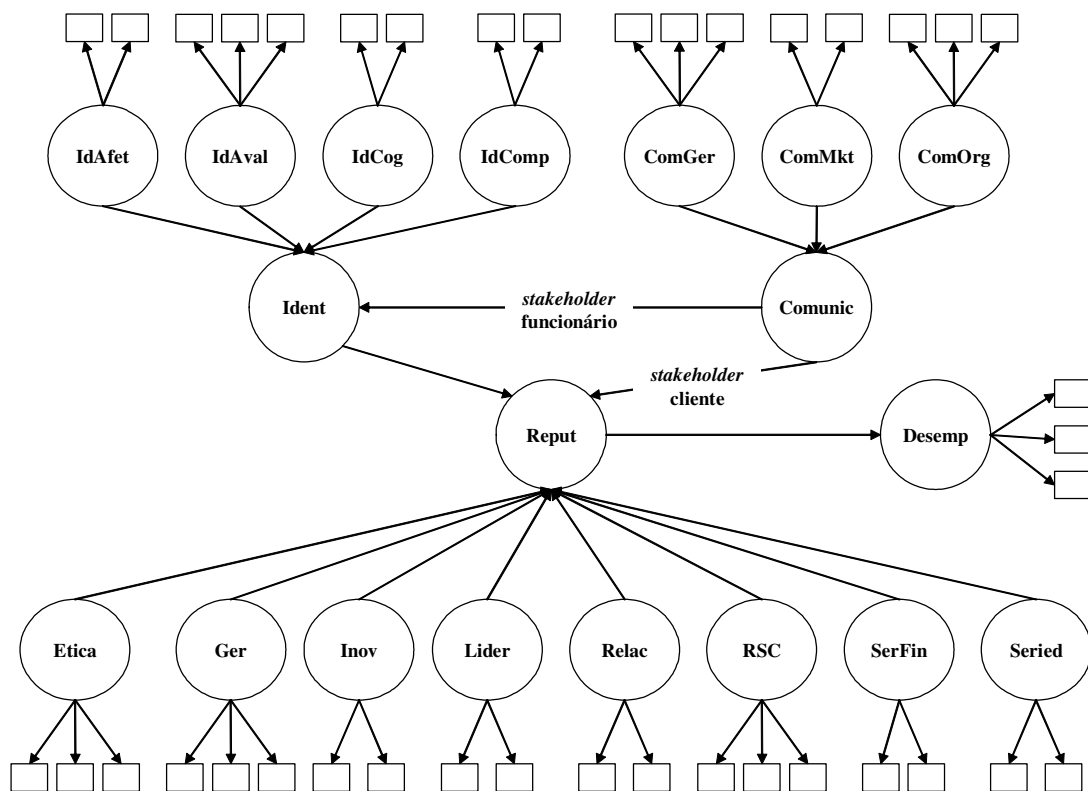 IdAfet
IdAval
IdCog
IdComp
ComGer
ComMkt
ComOrg
Ident
stakeholder
funcionário
Comunic
stakeholder
cliente
Reput
Desemp
Etica
Ger
Inov
Lider
Relac
RSC
SerFin
Seried